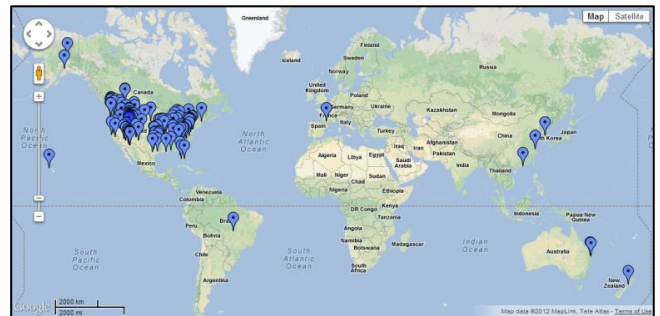 Greenland
Map Satellite
Iceland
Finland
Sweden
Norway
Russia
Canada
United
Kingdom
Poland
Germany
Ukraine
France
Kazakhstan
Mongolia
Spain
Italy
Turkey
China
South Korea
Japan
North
Pacific
Ocean
North
Atlantic
Ocean
Mexico
Algeria
Libya
Egypt
Saudi
Arabia
Iraq
Iran
Afghanistan
Pakistan
India
Thailand
Mali
Niger
Chad
Sudan
Nigeria
Ethiopia
Venezuela
Colombia
DR Congo
Kenya
Tanzania
Indonesia
Papua New
Guinea
Peru
Brazil
Bolivia
Angola
Namibia
Botswana
Madagascar
Chile
South
Pacific
Ocean
South
Atlantic
Ocean
South
Africa
Indian
Ocean
Australia
Argentina
New
Zealand
Google
2000 km
2000 mi
Map data ©2012 MapLink, Tele Atlas - Terms of Use